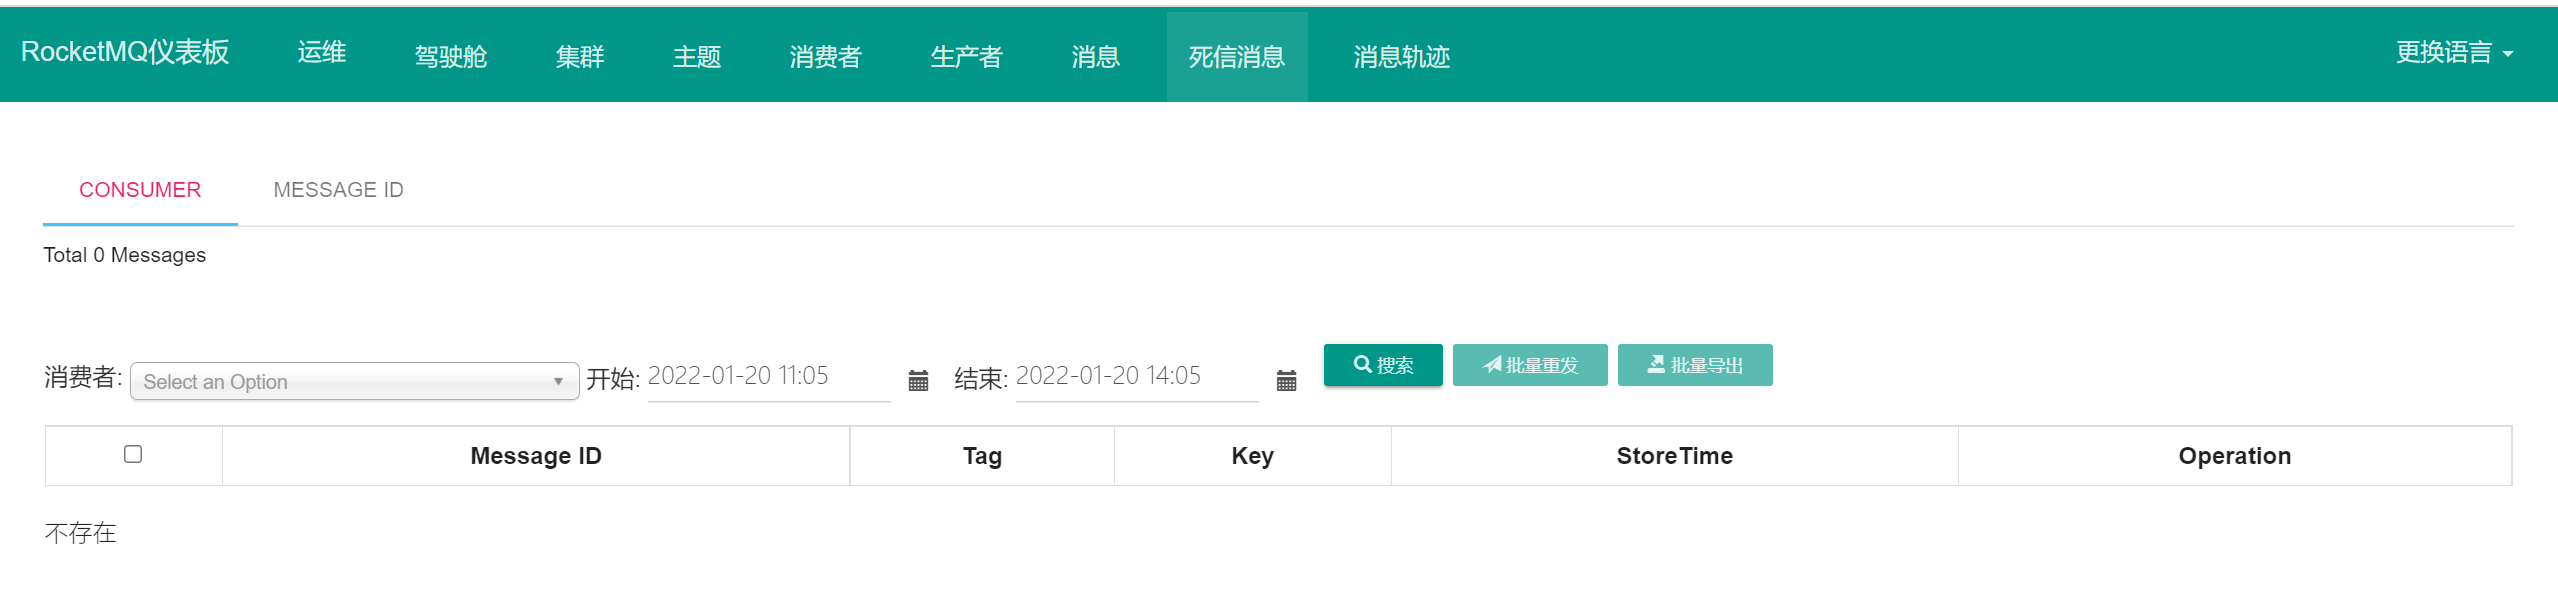 RocketMQ仪表板 运维 驾驶舱 集群 主题 消费者 生产者 消息 死信消息 消息轨迹 更换语言
CONSUMER MESSAGE ID
Total 0 Messages
消费者: Select an Option 开始: 2022-01-20 11:05 结束: 2022-01-20 14:05 搜索 批量重发 批量导出
Message ID Tag Key StoreTime Operation
不存在